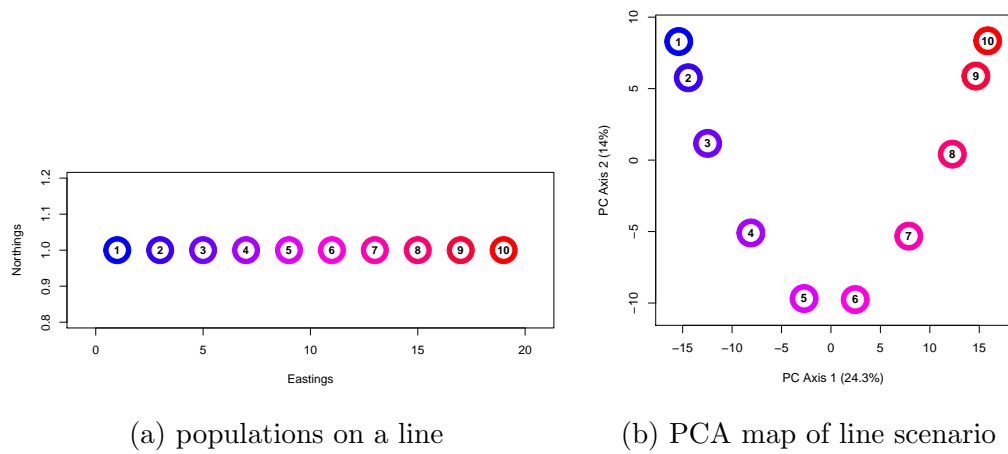 1.2
1.1
1.0
0.9
0.8
Northings
1 2 3 4 5 6 7 8 9 10
0 5 10 15 20
Eastings
(a) populations on a line
10
5
0
−5
−10
PC Axis 2 (14%)
1
2
3
4
5
6
7
8
9
10
−15 −10 −5 0 5 10 15
PC Axis 1 (24.3%)
(b) PCA map of line scenario